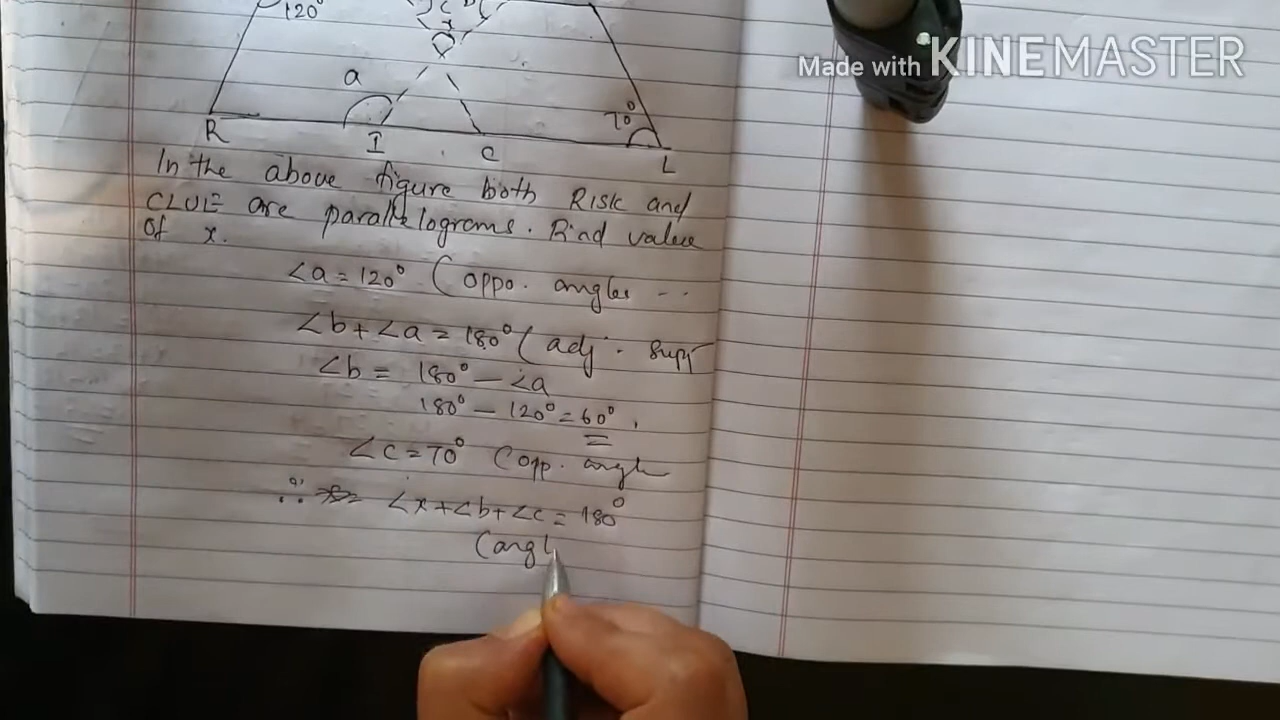 120°
x
a
70°
R I C L
In the above figure both RISK and
CLUE are parallelograms. Find value
of x.
∠a = 120° (oppo. angles ..
∠b + ∠a = 180° (adj. supp
∠b = 180° - ∠a
180° - 120° = 60°.
∠c = 70° (opp. angle
∴ ∠x + ∠b + ∠c = 180°
(angl
Made with KINEMASTER